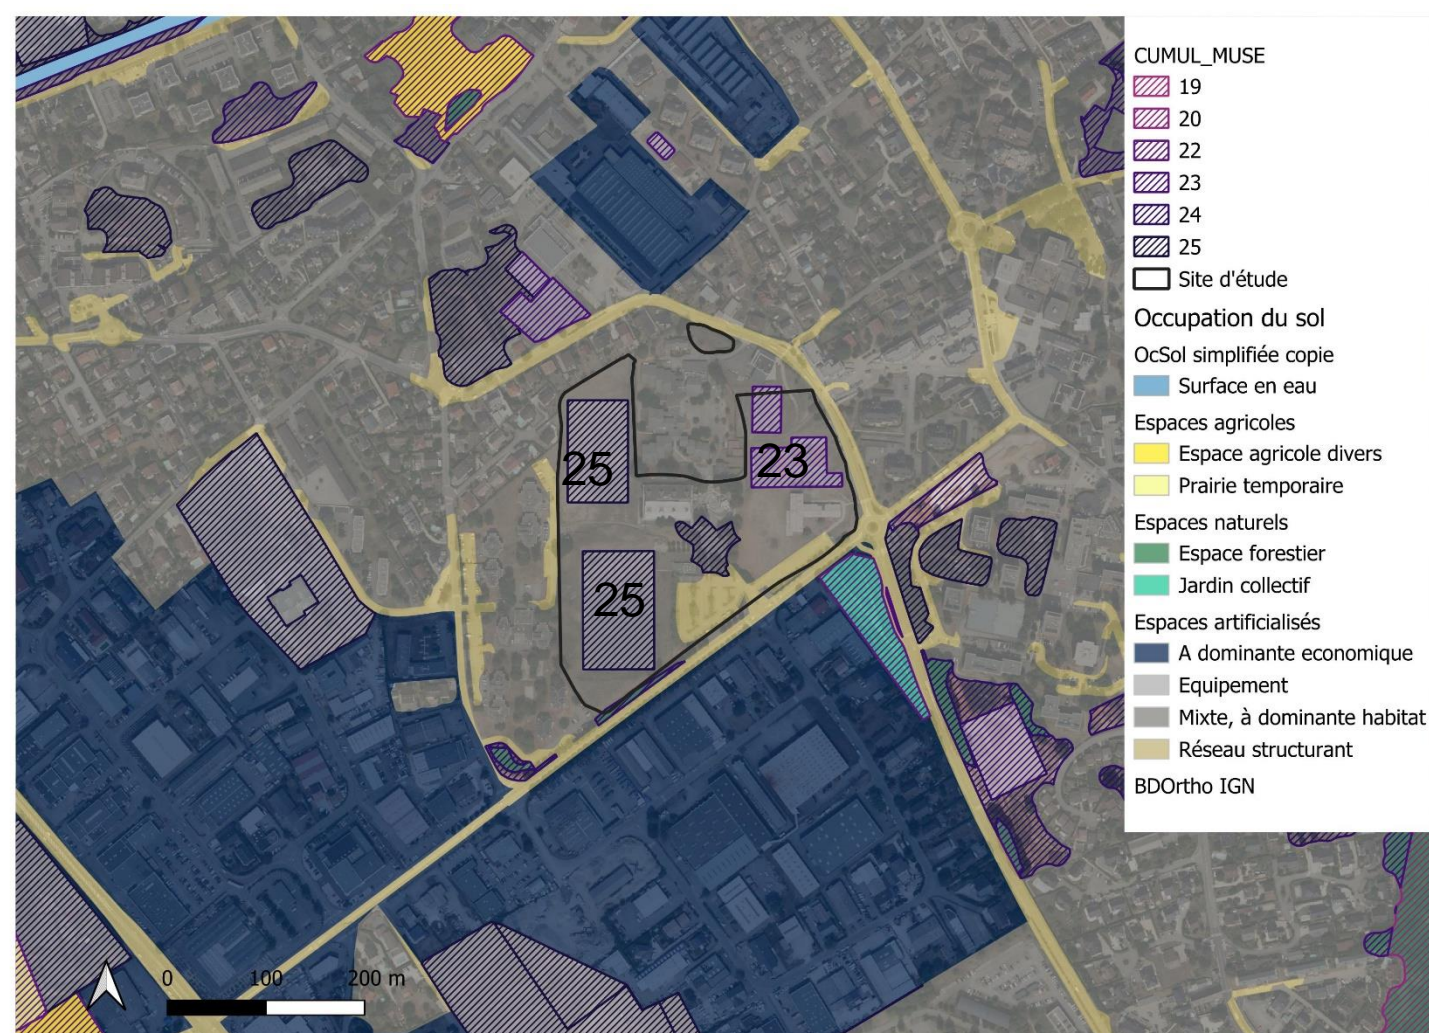 CUMUL_MUSE
19
20
22
23
24
25
Site d'étude
Occupation du sol
OcSol simplifiée copie
Surface en eau
Espaces agricoles
Espace agricole divers
Prairie temporaire
Espaces naturels
Espace forestier
Jardin collectif
Espaces artificialisés
A dominante economique
Equipement
Mixte, à dominante habitat
Réseau structurant
BDOrtho IGN
25
23
25
0 100 200 m